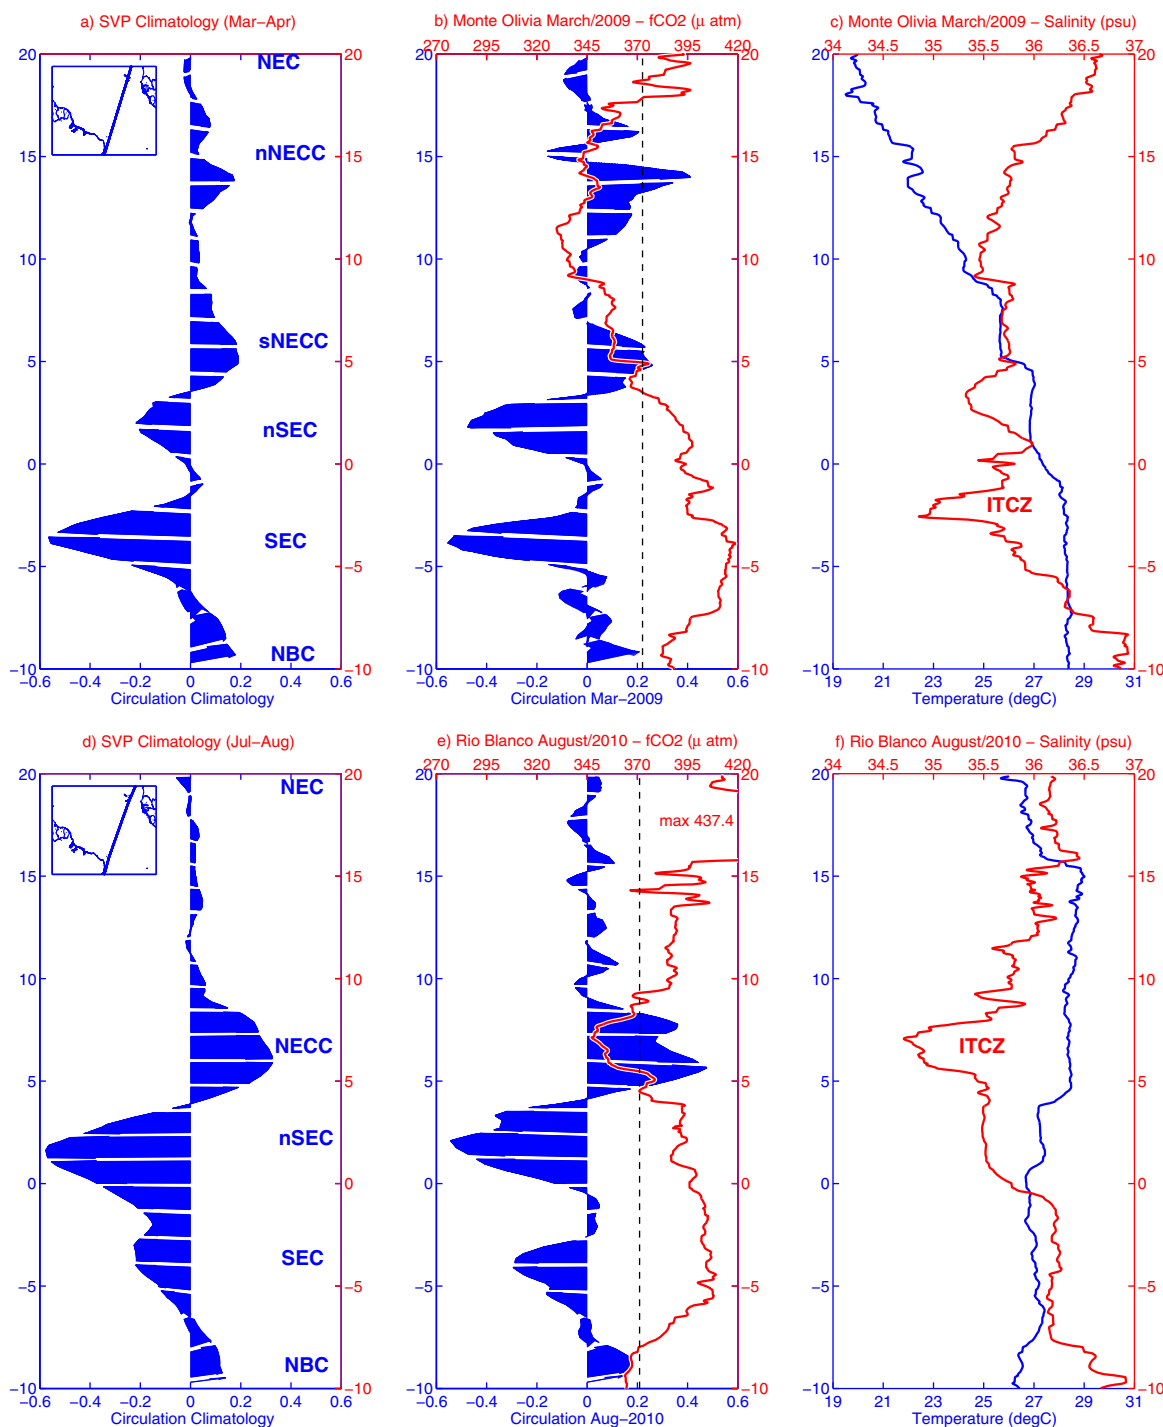 a) SVP Climatology (Mar−Apr)
b) Monte Olivia March/2009 − fCO2 (μ atm)
c) Monte Olivia March/2009 − Salinity (psu)
270 295 320 345 370 395 420
34 34.5 35 35.5 36 36.5 37
20 20 20 20 20
NEC
15 15 15 15 15 15
nNECC
10 10 10 10 10 10
sNECC
5 5 5 5 5 5
nSEC
0 0 0 0 0 0
ITCZ
SEC
−5 −5 −5 −5 −5 −5
NBC
−10 −10 −10 −10 −10 −10
−0.6 −0.4 −0.2 0 0.2 0.4 0.6
−0.6 −0.4 −0.2 0 0.2 0.4 0.6
19 21 23 25 27 29 31
Circulation Climatology
Circulation Mar−2009
Temperature (degC)
d) SVP Climatology (Jul−Aug)
e) Rio Blanco August/2010 − fCO2 (μ atm)
f) Rio Blanco August/2010 − Salinity (psu)
270 295 320 345 370 395 420
34 34.5 35 35.5 36 36.5 37
20 20 20 20 20 20
NEC
max 437.4
15 15 15 15 15 15
10 10 10 10 10 10
NECC
ITCZ
5 5 5 5 5 5
nSEC
0 0 0 0 0 0
SEC
−5 −5 −5 −5 −5 −5
NBC
−10 −10 −10 −10 −10 −10
−0.6 −0.4 −0.2 0 0.2 0.4 0.6
−0.6 −0.4 −0.2 0 0.2 0.4 0.6
19 21 23 25 27 29 31
Circulation Climatology
Circulation Aug−2010
Temperature (degC)